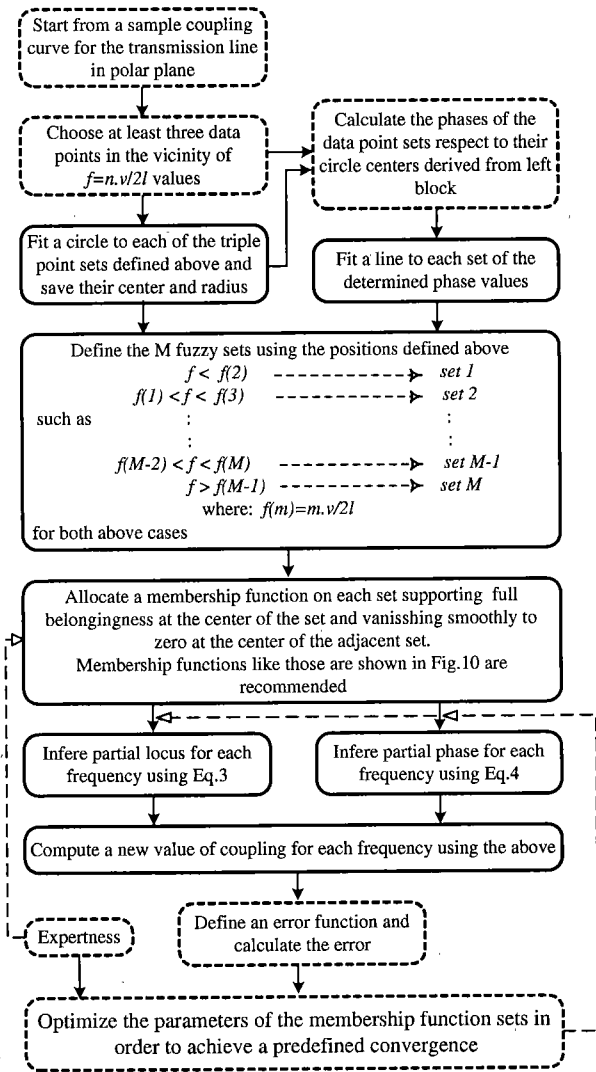 Start from a sample coupling
curve for the transmission line
in polar plane
Choose at least three data
points in the vicinity of
f=n.v/2l values
Calculate the phases of the
data point sets respect to their
circle centers derived from left
block
Fit a circle to each of the triple
point sets defined above and
save their center and radius
Fit a line to each set of the
determined phase values
Define the M fuzzy sets using the positions defined above
f < f(2) set 1
f(1) <f < f(3) set 2
such as : :
: :
f(M-2) <f <f(M) set M-1
f >f(M-1) set M
where: f(m)=m.v/2l
for both above cases
Allocate a membership function on each set supporting full
belongingness at the center of the set and vanishing smoothly to
zero at the center of the adjacent set.
Membership functions like those are shown in Fig.10 are
recommended
Infere partial locus for each
frequency using Eq.3
Infere partial phase for each
frequency using Eq.4
Compute a new value of coupling for each frequency using the above
Define an error function and
calculate the error
Expertness
Optimize the parameters of the membership function sets in
order to achieve a predefined convergence